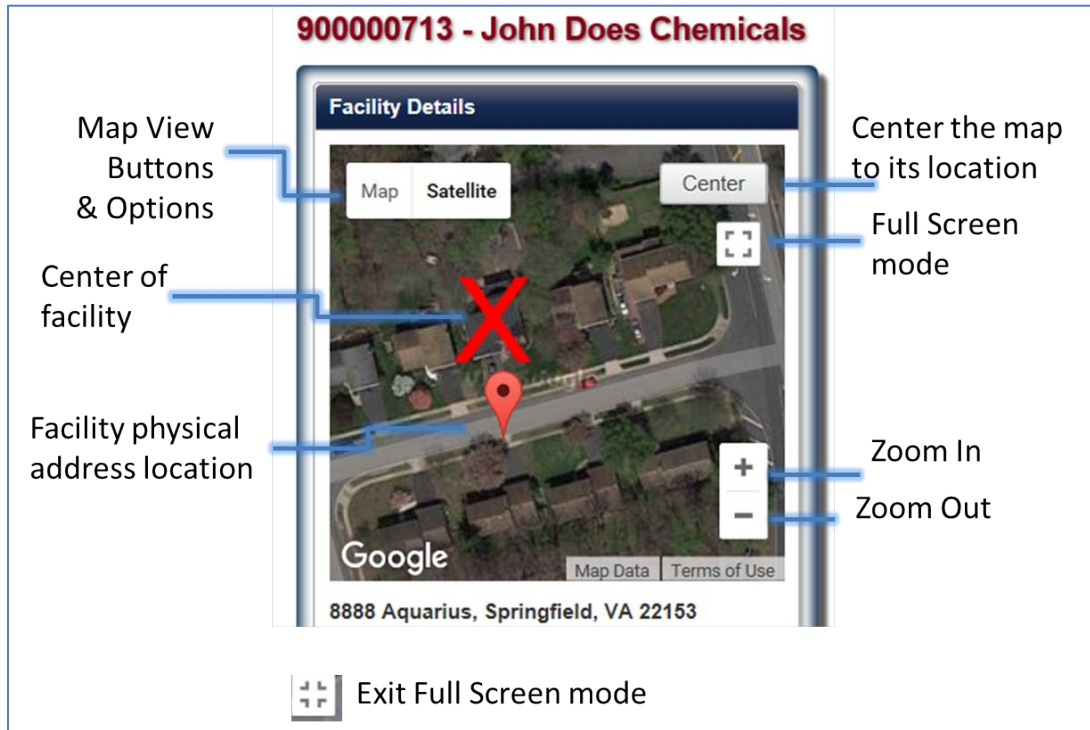 900000713 - John Does Chemicals
Facility Details
Map View
Buttons
& Options
Map
Satellite
Center
Center the map
to its location
Full Screen
mode
Center of
facility
Facility physical
address location
+
Zoom In
−
Zoom Out
Google
Map Data
Terms of Use
8888 Aquarius, Springfield, VA 22153
Exit Full Screen mode